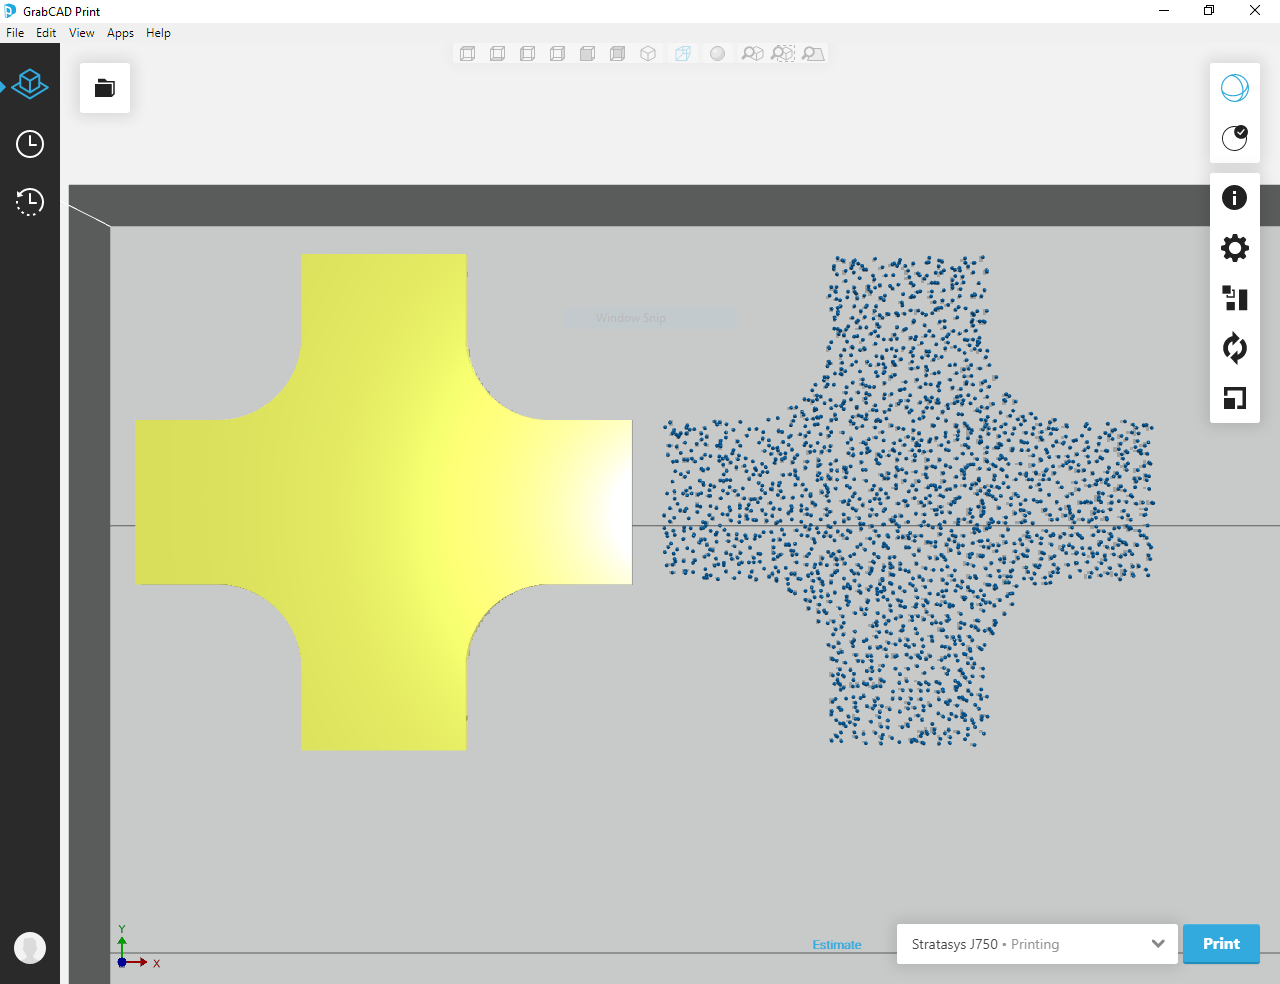 GrabCAD Print
File Edit View Apps Help
Window Snip
Y
X
Estimate
Stratasys J750 • Printing
Print